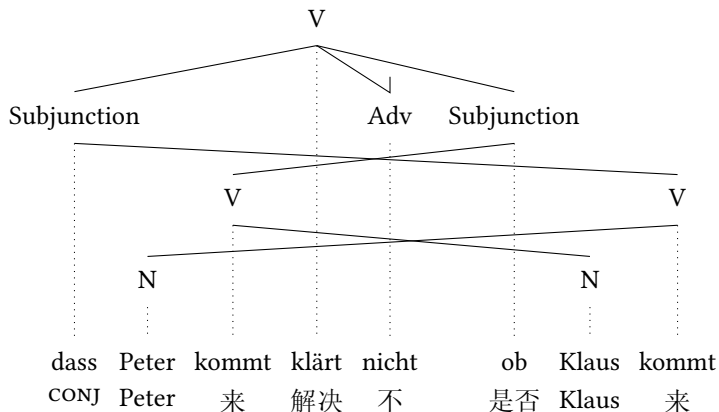 V
Subjunction Adv Subjunction
V V
N N
dass Peter kommt klärt nicht ob Klaus kommt
CONJ Peter 来 解决 不 是否 Klaus 来